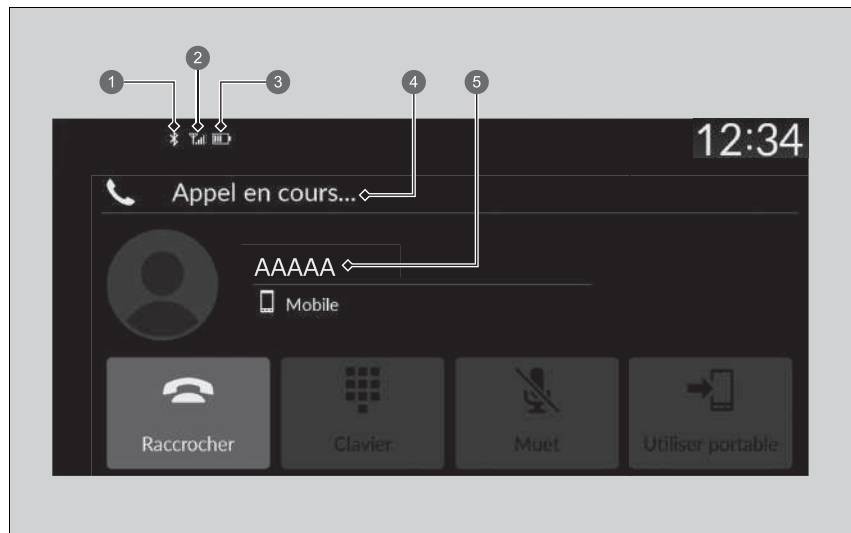 2
1
3
4
5
12:34
Appel en cours...
AAAAA
Mobile
Raccrocher
Clavier
Muet
Utiliser portable